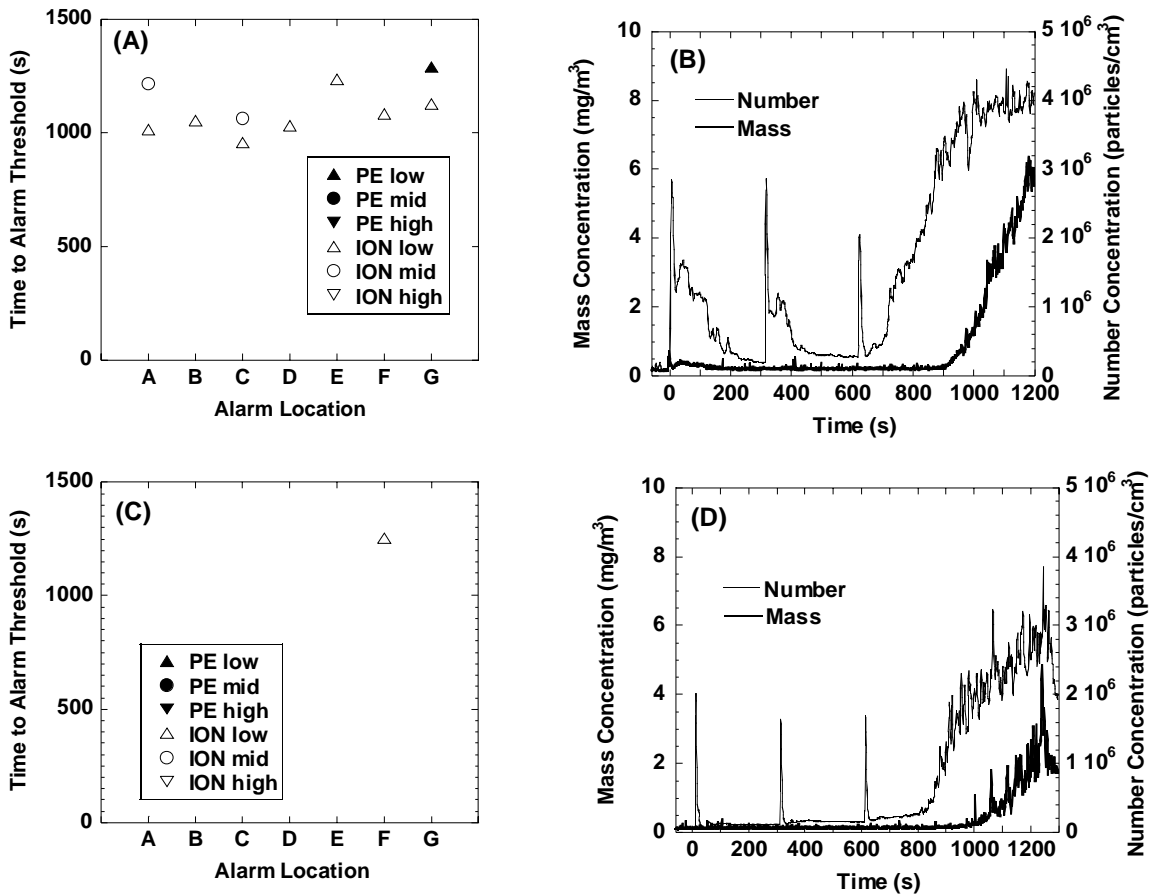 (A)
Time to Alarm Threshold (s)
1500
1000
500
0
PE low
PE mid
PE high
ION low
ION mid
ION high
A B C D E F G
Alarm Location
(B)
Mass Concentration (mg/m³)
10
8
6
4
2
0
Number
Mass
5 10⁶
4 10⁶
3 10⁶
2 10⁶
1 10⁶
0
Number Concentration (particles/cm³)
0 200 400 600 800 1000 1200
Time (s)
(C)
Time to Alarm Threshold (s)
1500
1000
500
0
PE low
PE mid
PE high
ION low
ION mid
ION high
A B C D E F G
Alarm Location
(D)
Mass Concentration (mg/m³)
10
8
6
4
2
0
Number
Mass
5 10⁶
4 10⁶
3 10⁶
2 10⁶
1 10⁶
0
Number Concentration (particles/cm³)
0 200 400 600 800 1000 1200
Time (s)